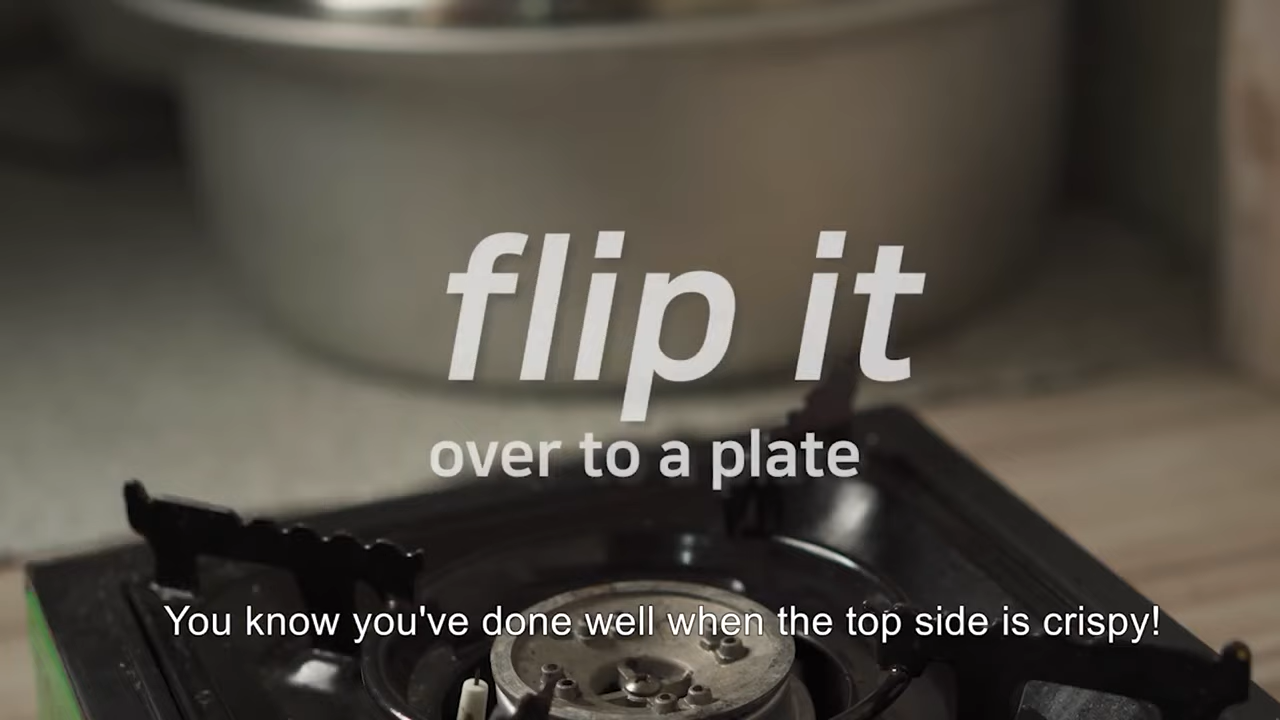 flip it
over to a plate
You know you've done well when the top side is crispy!